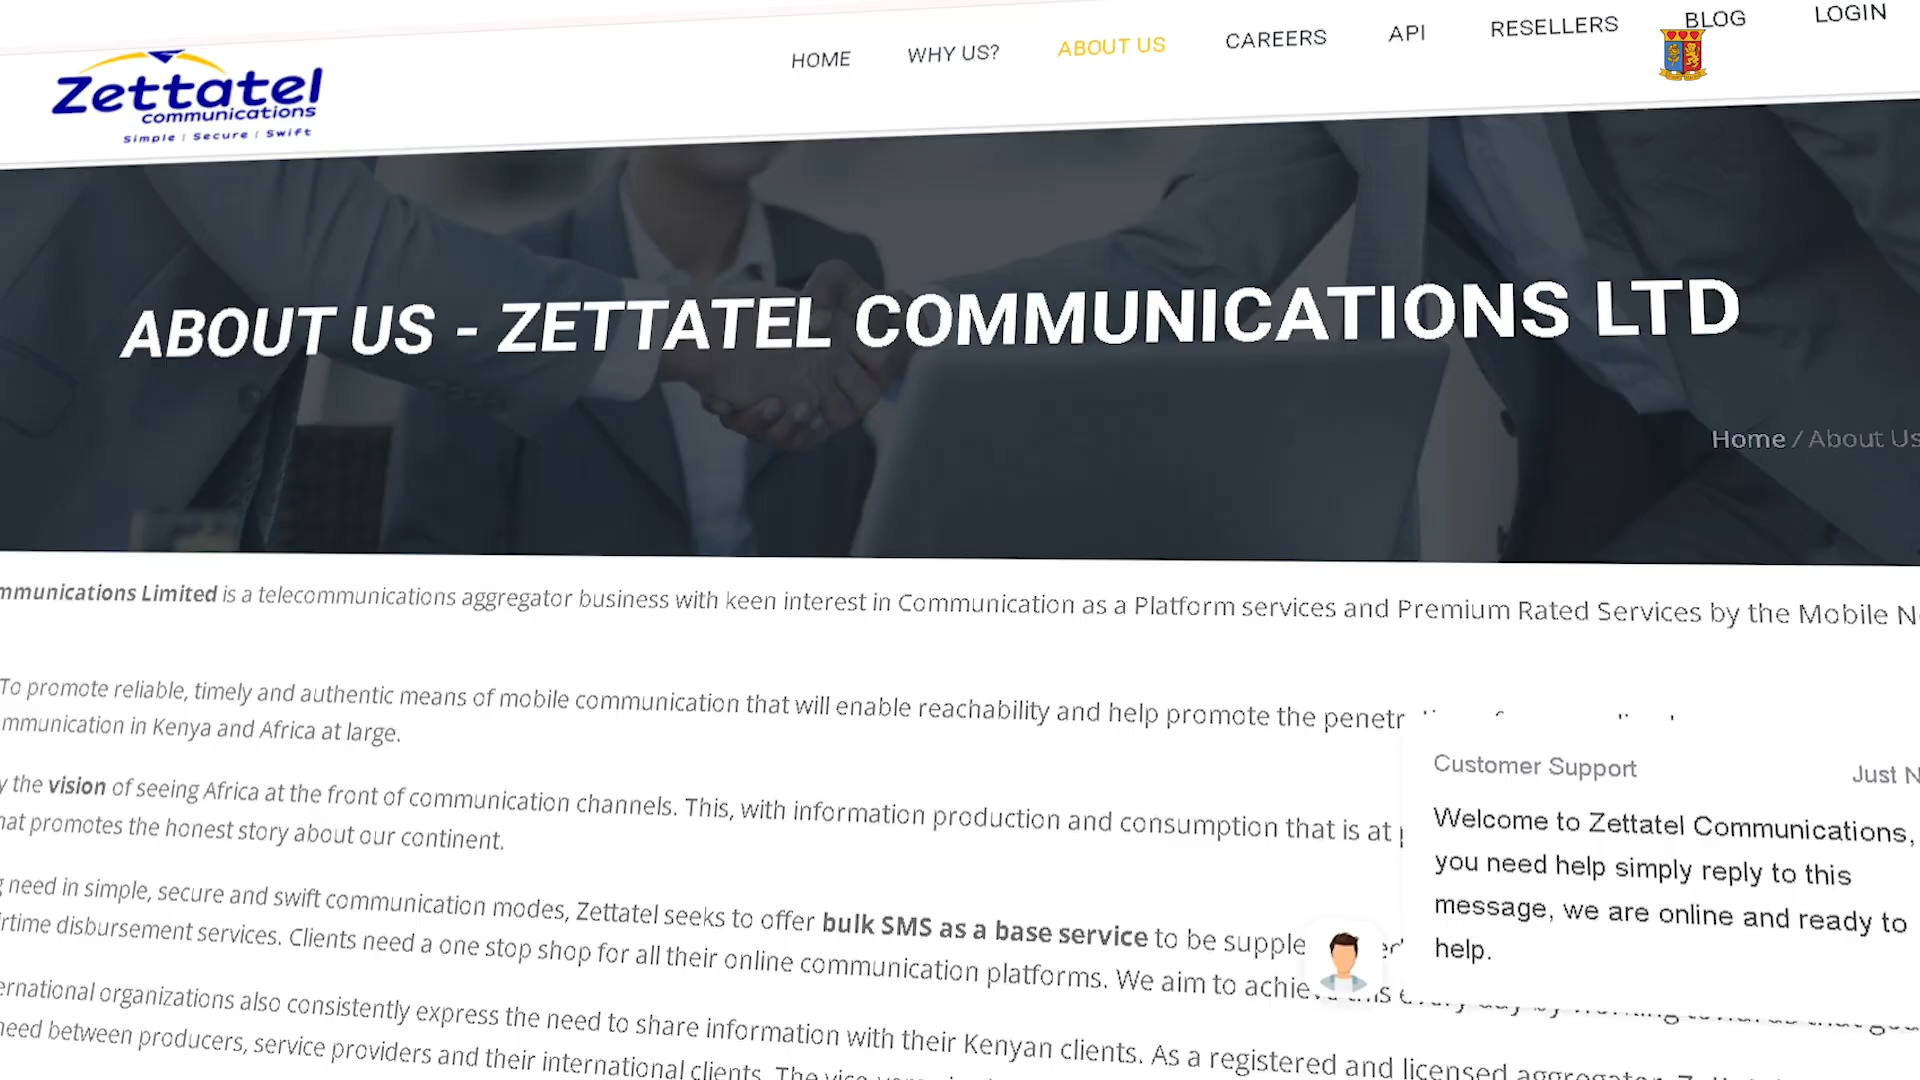 Zettatel
communications
Simple | Secure | Swift
HOME
WHY US?
ABOUT US
CAREERS
API
RESELLERS
BLOG
LOGIN
ABOUT US - ZETTATEL COMMUNICATIONS LTD
Home / About Us
Communications Limited is a telecommunications aggregator business with keen interest in Communication as a Platform services and Premium Rated Services by the Mobile
To promote reliable, timely and authentic means of mobile communication that will enable reachability and help promote the
communication in Kenya and Africa at large.
the vision of seeing Africa at the front of communication channels. This, with information production and consumption that is at
that promotes the honest story about our continent.
need in simple, secure and swift communication modes, Zettatel seeks to offer bulk SMS as a base service to be
airtime disbursement services. Clients need a one stop shop for all their online communication platforms. We aim to
international organizations also consistently express the need to share information with their Kenyan clients. As a registered and licensed
need between producers, service providers and their international clients. The
Customer Support
Just
Welcome to Zettatel Communications,
you need help simply reply to this
message, we are online and ready to
help.